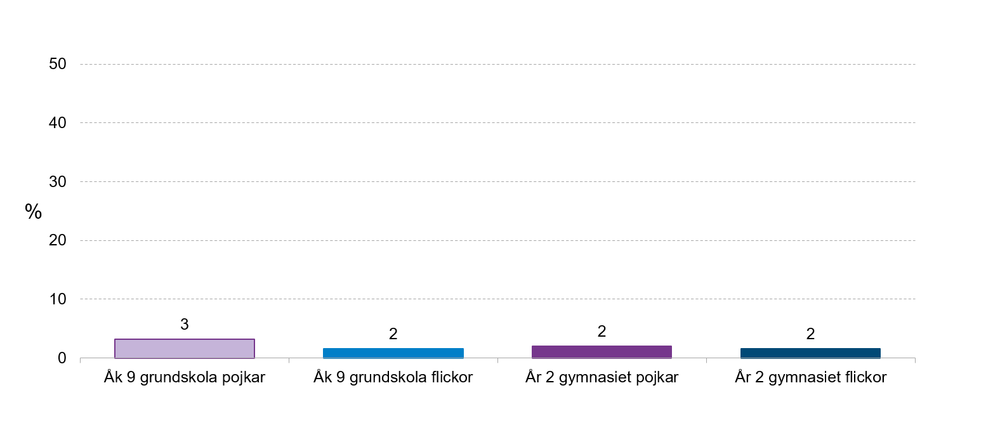 50
40
30
%
20
10
3
2
2
2
0
Åk 9 grundskola pojkar
Åk 9 grundskola flickor
År 2 gymnasiet pojkar
År 2 gymnasiet flickor